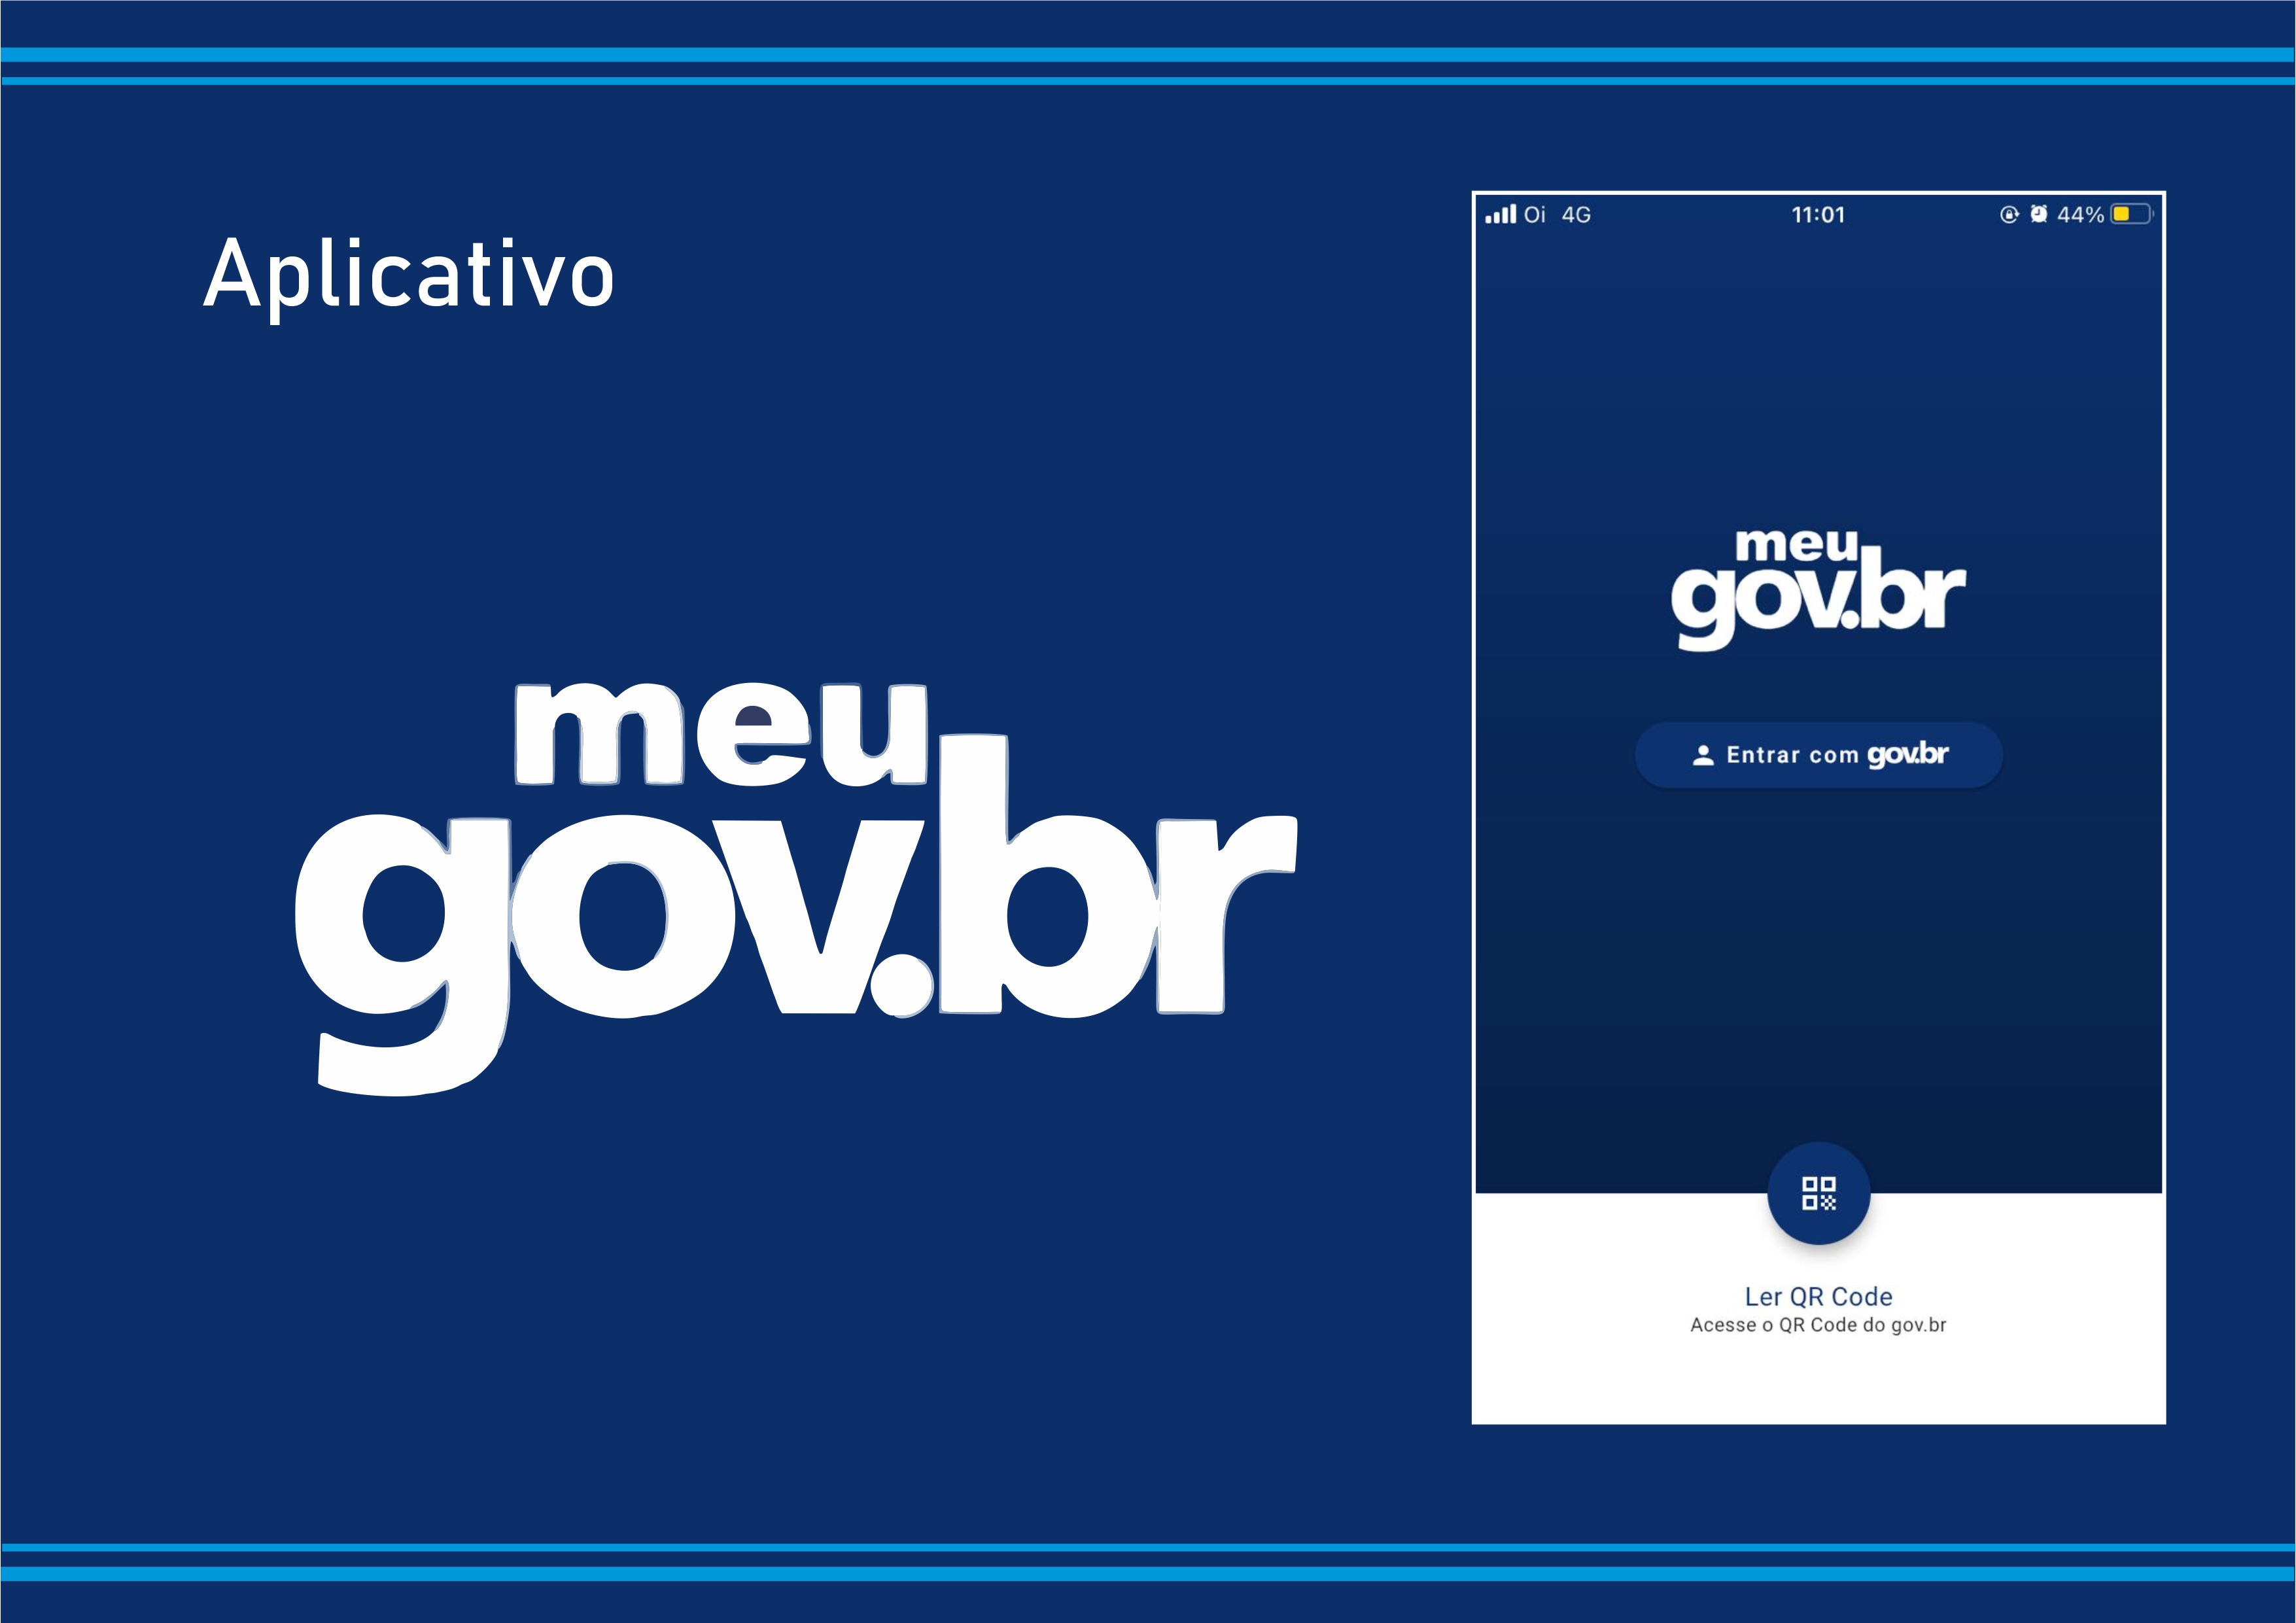 Aplicativo
meu
gov.br
Oi 4G
11:01
44%
meu
gov.br
Entrar com gov.br
Ler QR Code
Acesse o QR Code do gov.br